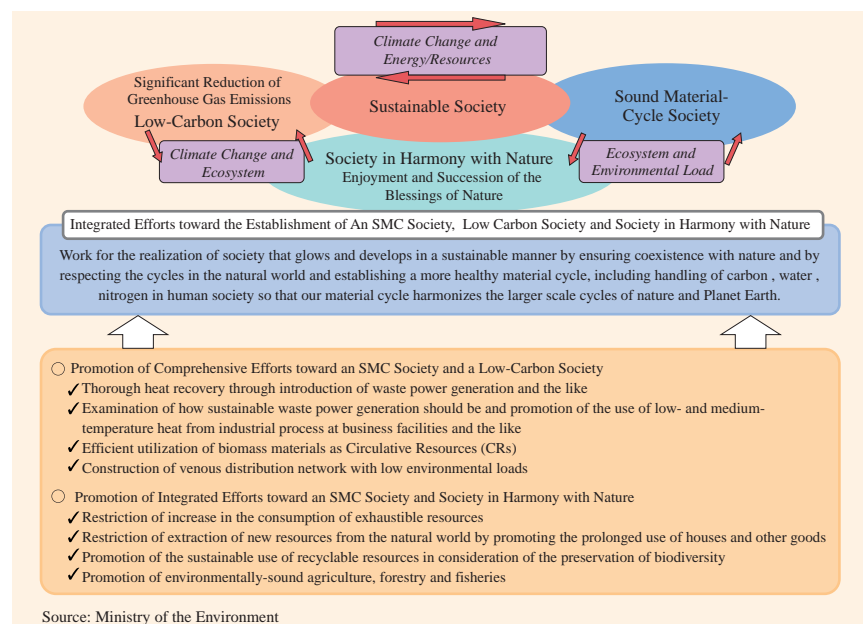 Climate Change and
Energy/Resources
Significant Reduction of
Greenhouse Gas Emissions
Low-Carbon Society
Sustainable Society
Sound Material-
Cycle Society
Climate Change and
Ecosystem
Society in Harmony with Nature
Enjoyment and Succession of the
Blessings of Nature
Ecosystem and
Environmental Load
Integrated Efforts toward the Establishment of An SMC Society, Low Carbon Society and Society in Harmony with Nature
Work for the realization of society that glows and develops in a sustainable manner by ensuring coexistence with nature and by
respecting the cycles in the natural world and establishing a more healthy material cycle, including handling of carbon , water ,
nitrogen in human society so that our material cycle harmonizes the larger scale cycles of nature and Planet Earth.
○ Promotion of Comprehensive Efforts toward an SMC Society and a Low-Carbon Society
✓Thorough heat recovery through introduction of waste power generation and the like
✓Examination of how sustainable waste power generation should be and promotion of the use of low- and medium-
temperature heat from industrial process at business facilities and the like
✓Efficient utilization of biomass materials as Circulative Resources (CRs)
✓Construction of venous distribution network with low environmental loads
○ Promotion of Integrated Efforts toward an SMC Society and Society in Harmony with Nature
✓Restriction of increase in the consumption of exhaustible resources
✓Restriction of extraction of new resources from the natural world by promoting the prolonged use of houses and other goods
✓Promotion of the sustainable use of recyclable resources in consideration of the preservation of biodiversity
✓Promotion of environmentally-sound agriculture, forestry and fisheries
Source: Ministry of the Environment